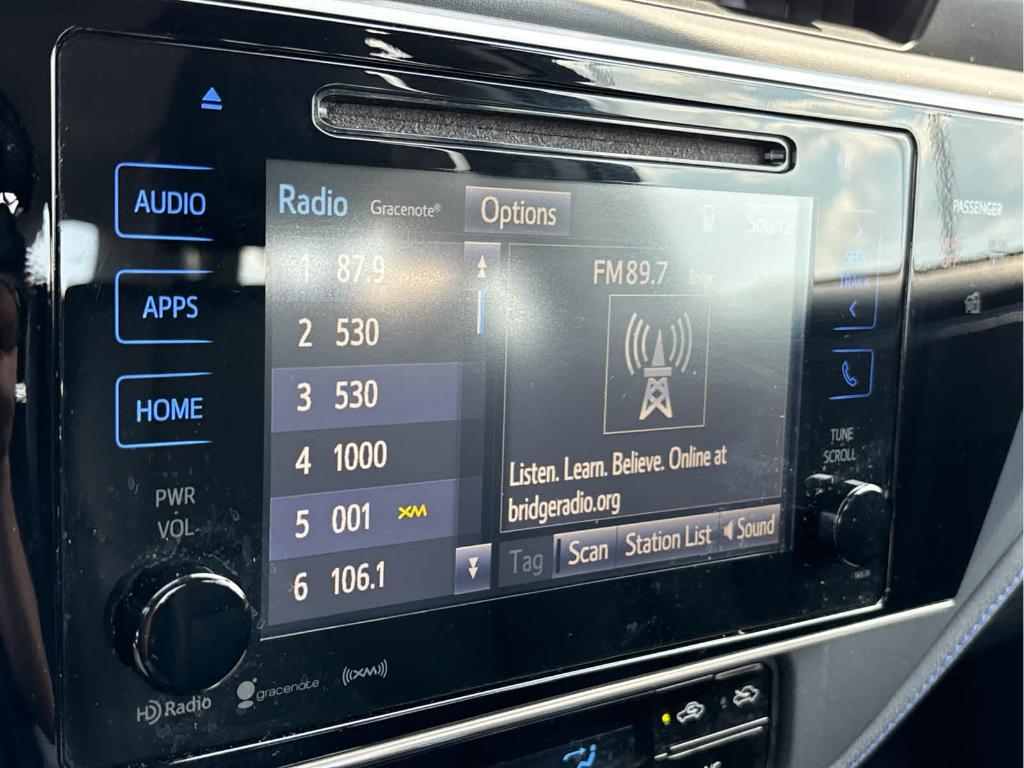 AUDIO
APPS
HOME
PWR
VOL
Radio Gracenote® Options Source
1 87.9
2 530
3 530
4 1000
5 001 XM
6 106.1
FM 89.7
Listen. Learn. Believe. Online at
bridgeradio.org
Tag Scan Station List Sound
SEEK
TRACK
TUNE
SCROLL
PASSENGER
HD Radio gracenote ((XM))